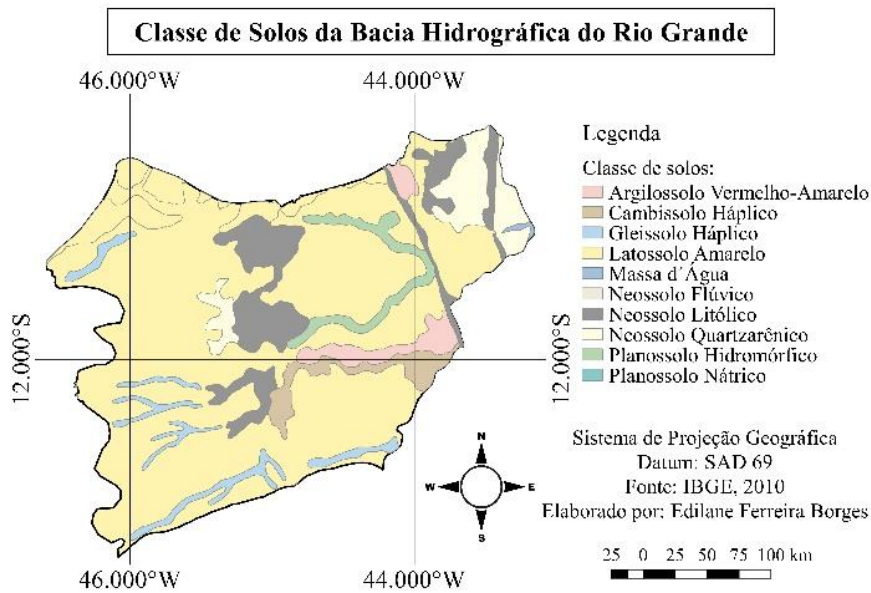 Classe de Solos da Bacia Hidrográfica do Rio Grande
46.000°W
44.000°W
12.000°S
12.000°S
46.000°W
44.000°W
Legenda
Classe de solos:
Argilossolo Vermelho-Amarelo
Cambissolo Háplico
Gleissolo Háplico
Latossolo Amarelo
Massa d´Água
Neossolo Flúvico
Neossolo Litólico
Neossolo Quartzarênico
Planossolo Hidromórfico
Planossolo Nátrico
N
W
E
S
Sistema de Projeção Geográfica
Datum: SAD 69
Fonte: IBGE, 2010
Elaborado por: Edilane Ferreira Borges
25 0 25 50 75 100 km